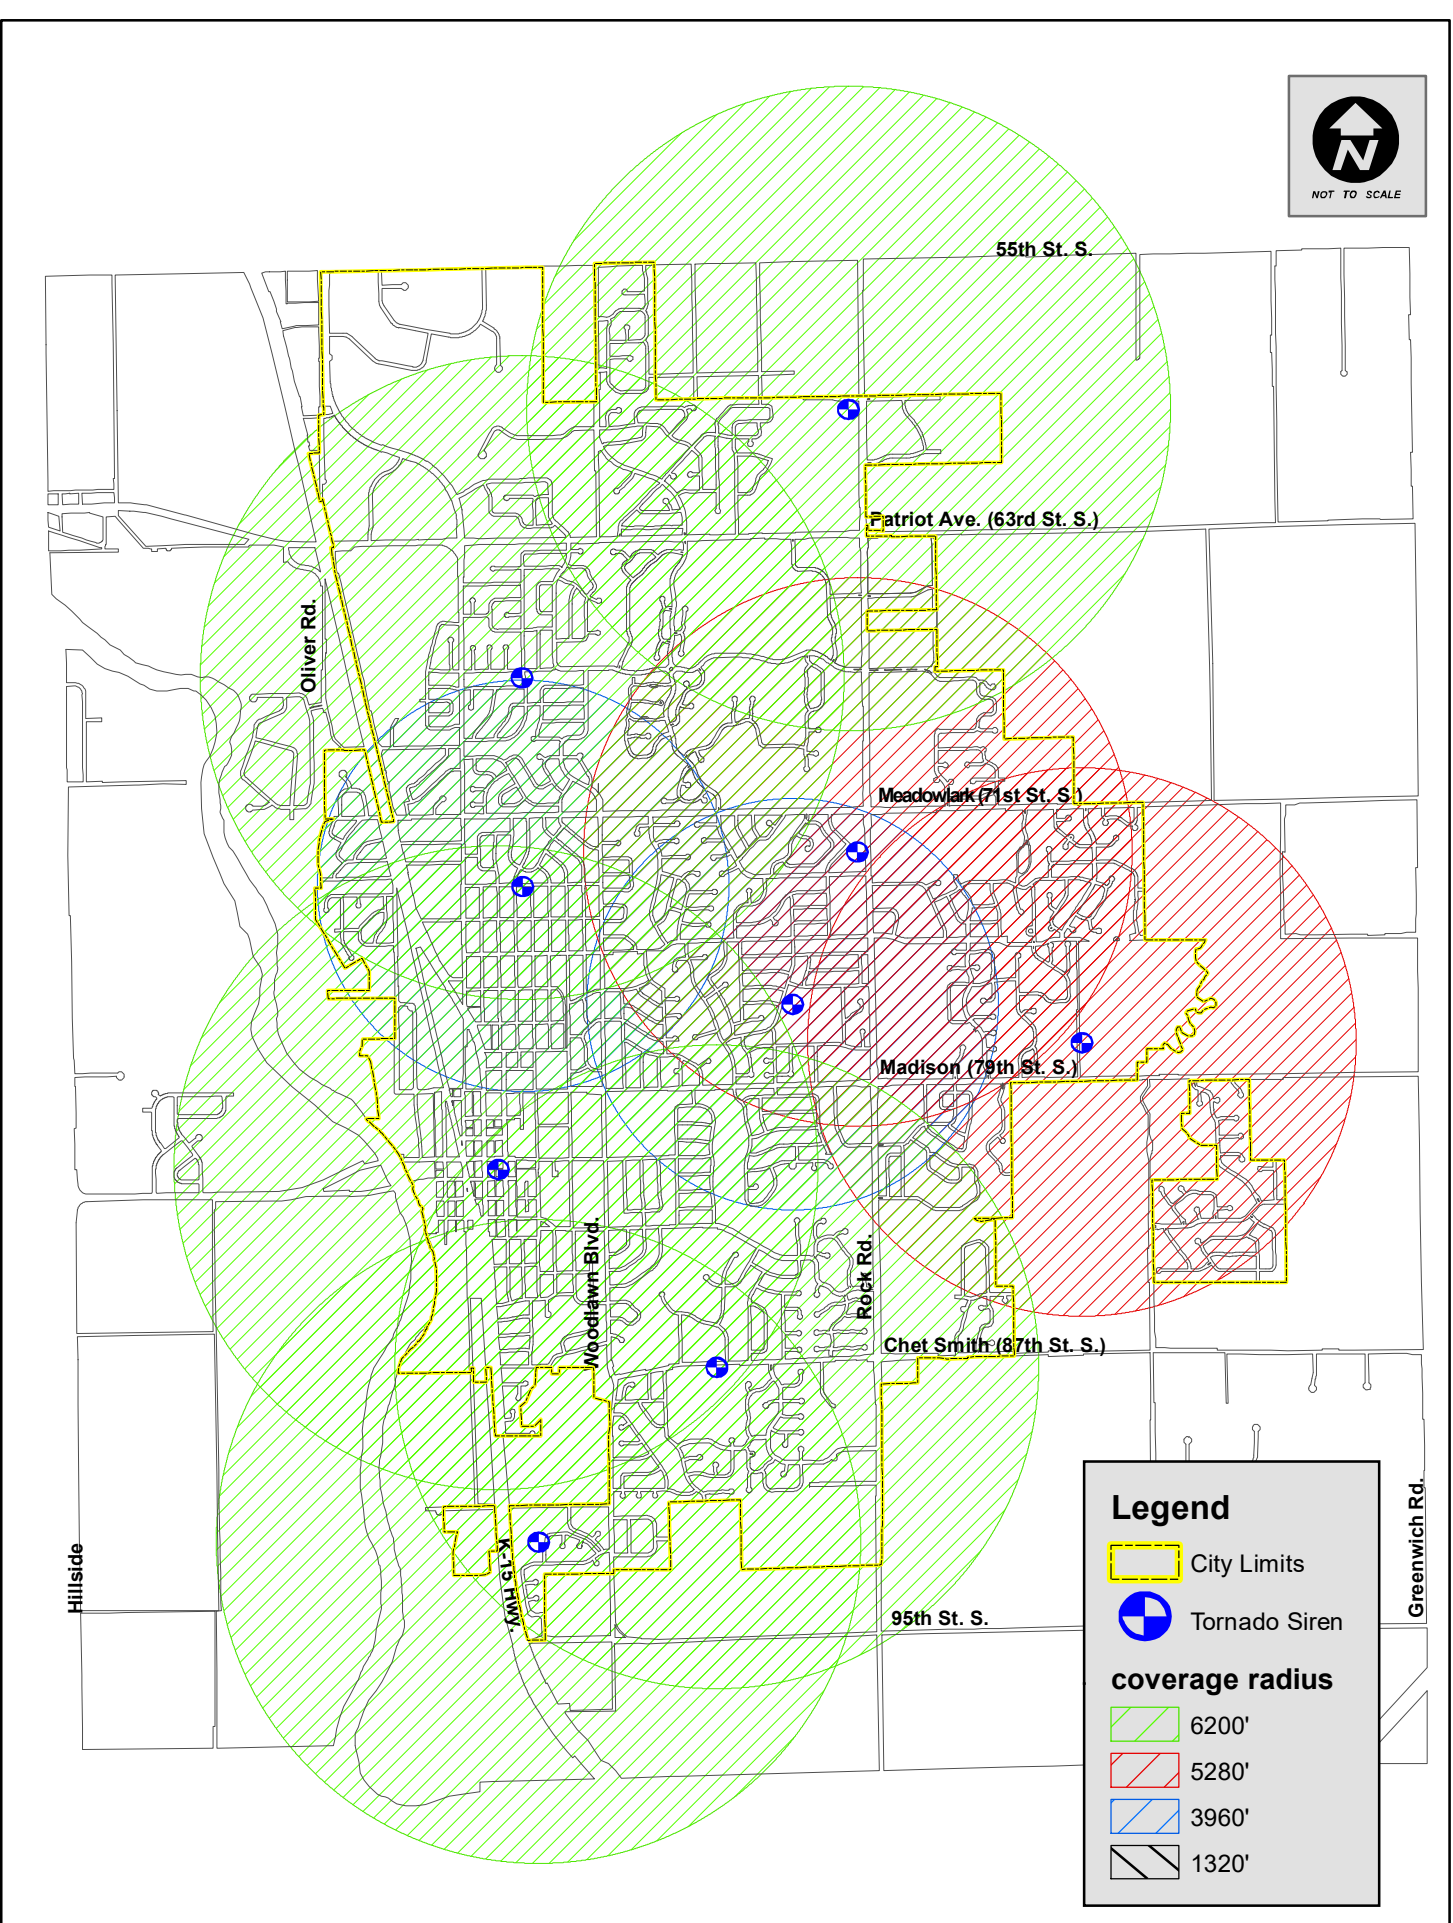 N
NOT TO SCALE
55th St. S.
Patriot Ave. (63rd St. S.)
Oliver Rd.
Meadowlark (71st St. S.)
Madison (79th St. S.)
Woodlawn Blvd.
Rock Rd.
Chet Smith (87th St. S.)
Hillside
K-15 Hwy.
95th St. S.
Greenwich Rd.
Legend
City Limits
Tornado Siren
coverage radius
6200'
5280'
3960'
1320'